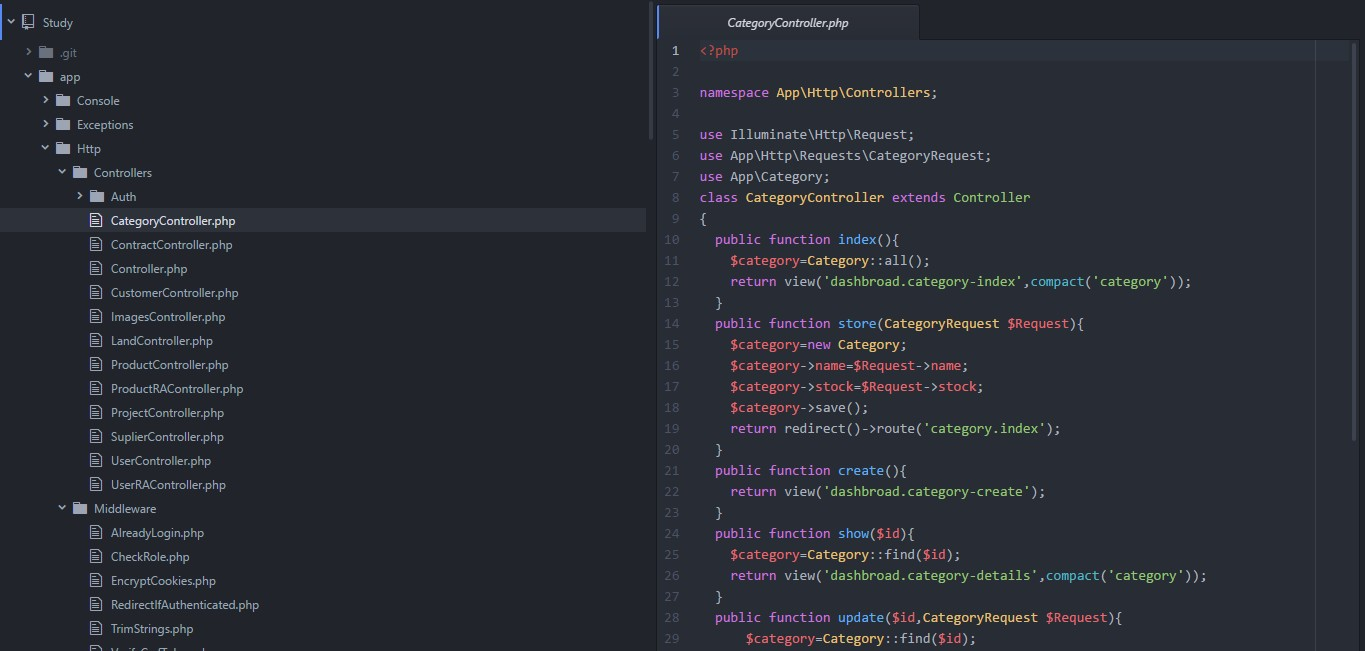 Study
.git
app
Console
Exceptions
Http
Controllers
Auth
CategoryController.php
ContractController.php
Controller.php
CustomerController.php
ImagesController.php
LandController.php
ProductController.php
ProductRAController.php
ProjectController.php
SuplierController.php
UserController.php
UserRAController.php
Middleware
AlreadyLogin.php
CheckRole.php
EncryptCookies.php
RedirectIfAuthenticated.php
TrimStrings.php
CategoryController.php
1 <?php
2
3 namespace App\Http\Controllers;
4
5 use Illuminate\Http\Request;
6 use App\Http\Requests\CategoryRequest;
7 use App\Category;
8 class CategoryController extends Controller
9 {
10 public function index(){
11 $category=Category::all();
12 return view('dashbroad.category-index',compact('category'));
13 }
14 public function store(CategoryRequest $Request){
15 $category=new Category;
16 $category->name=$Request->name;
17 $category->stock=$Request->stock;
18 $category->save();
19 return redirect()->route('category.index');
20 }
21 public function create(){
22 return view('dashbroad.category-create');
23 }
24 public function show($id){
25 $category=Category::find($id);
26 return view('dashbroad.category-details',compact('category'));
27 }
28 public function update($id,CategoryRequest $Request){
29 $category=Category::find($id);